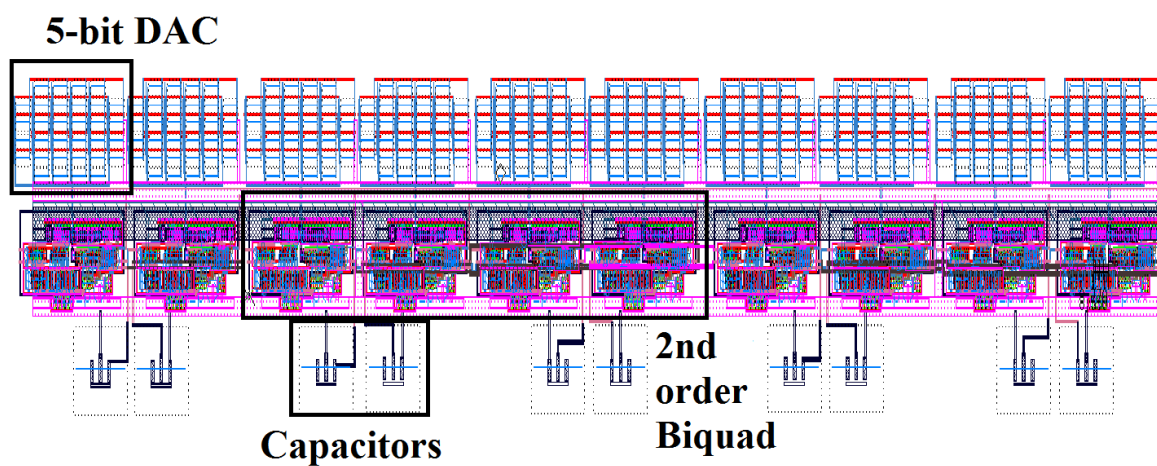 5-bit DAC
2nd
order
Biquad
Capacitors